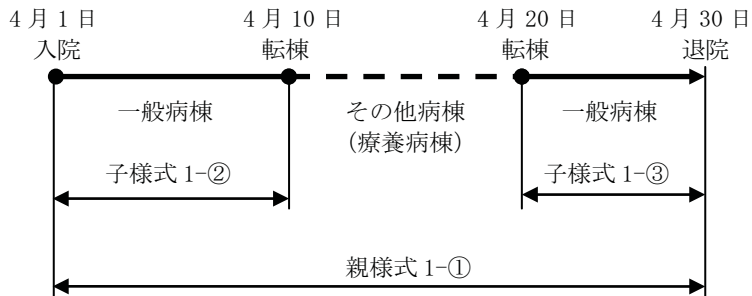 4月1日 4月10日 4月20日 4月30日
入院 転棟 転棟 退院
一般病棟 その他病棟 一般病棟
(療養病棟)
子様式 1-② 子様式 1-③
親様式 1-①